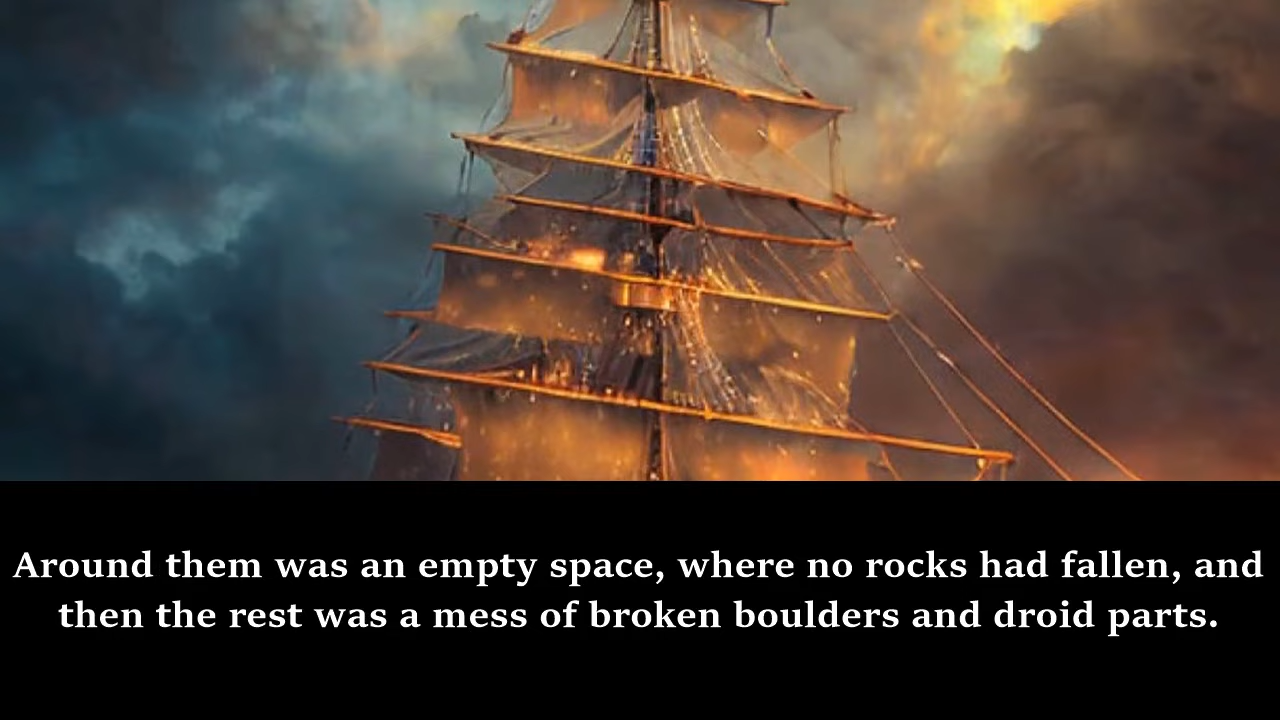 Around them was an empty space, where no rocks had fallen, and
then the rest was a mess of broken boulders and droid parts.